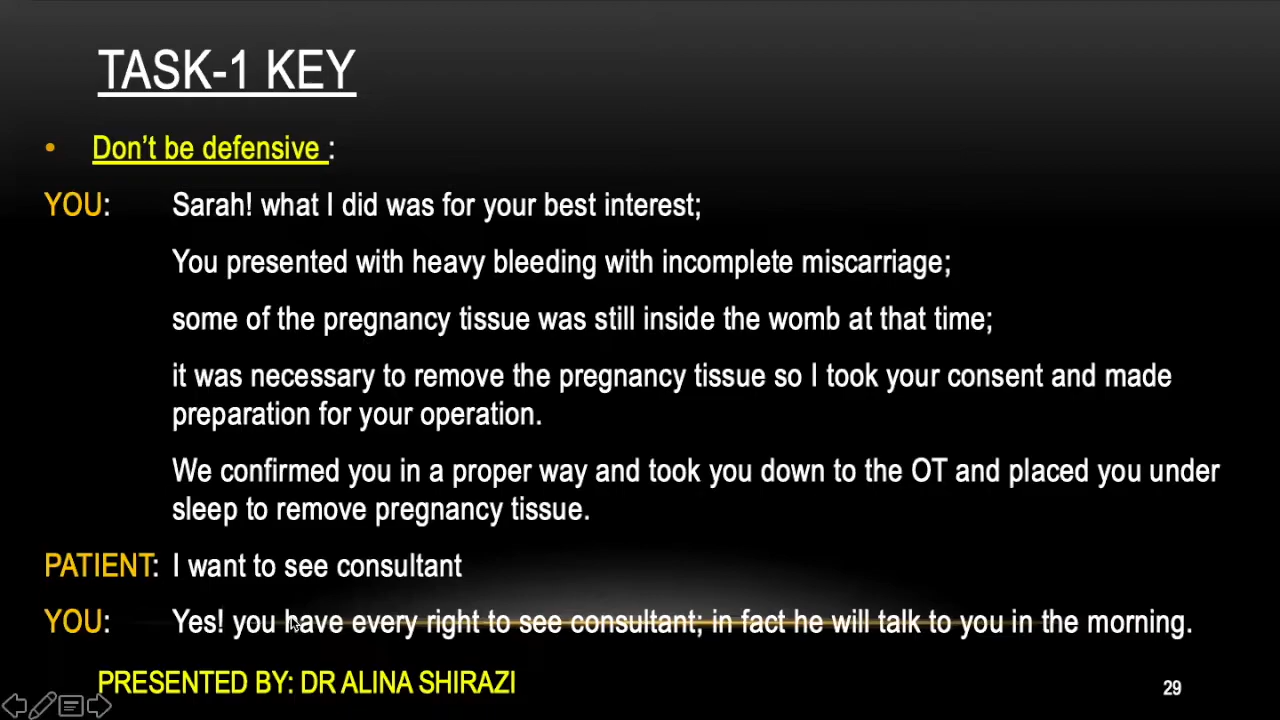 TASK-1 KEY
• Don't be defensive :
YOU: Sarah! what I did was for your best interest;
You presented with heavy bleeding with incomplete miscarriage;
some of the pregnancy tissue was still inside the womb at that time;
it was necessary to remove the pregnancy tissue so I took your consent and made
preparation for your operation.
We confirmed you in a proper way and took you down to the OT and placed you under
sleep to remove pregnancy tissue.
PATIENT: I want to see consultant
YOU: Yes! you have every right to see consultant; in fact he will talk to you in the morning.
PRESENTED BY: DR ALINA SHIRAZI
29